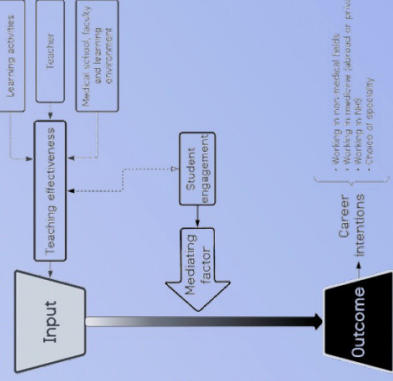 Learning activities
Teacher
Medical school, faculty
and learning
environment
Teaching effectiveness
Input
Student
engagement
Mediating
factor
Outcome
Career
intentions
• Working in non-medical fields
• Working in medicine (abroad or
• Working in NHS
• Choice of specialty